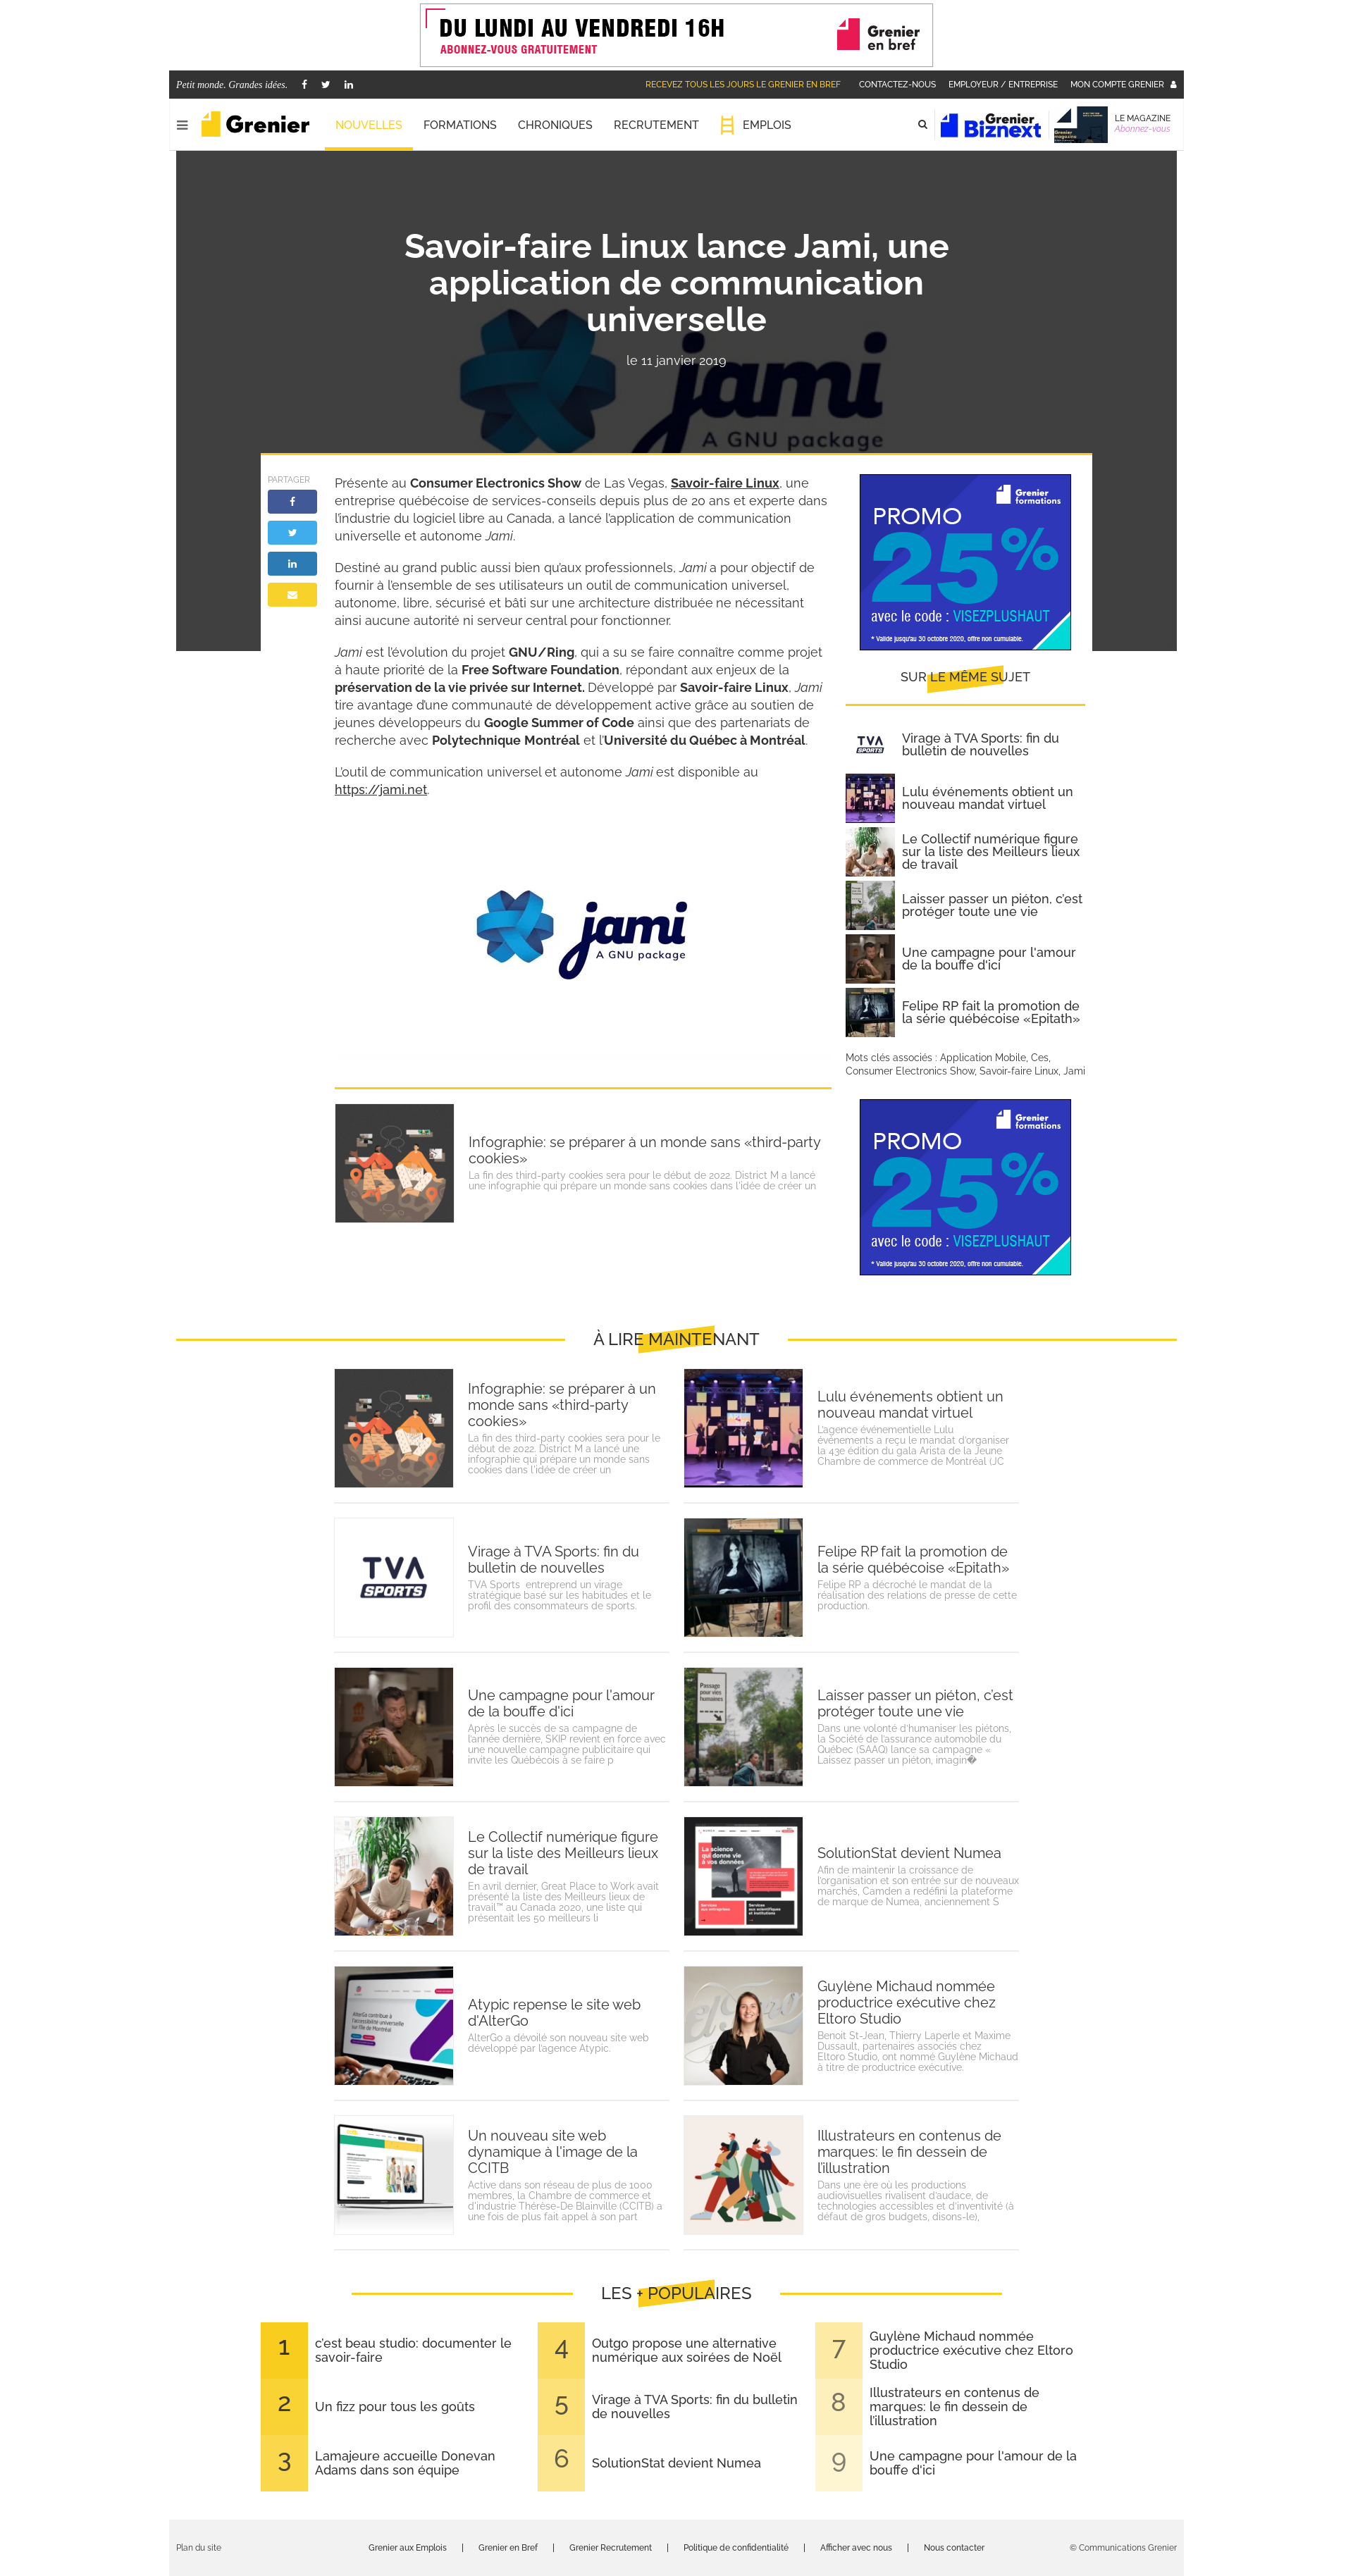 DU LUNDI AU VENDREDI 16H
ABONNEZ-VOUS GRATUITEMENT
Grenier
en bref
Petit monde. Grandes idées.
RECEVEZ TOUS LES JOURS LE GRENIER EN BREF
CONTACTEZ-NOUS
EMPLOYEUR / ENTREPRISE
MON COMPTE GRENIER
Grenier
NOUVELLES
FORMATIONS
CHRONIQUES
RECRUTEMENT
EMPLOIS
Grenier
Biznext
LE MAGAZINE
Abonnez-vous
Savoir-faire Linux lance Jami, une
application de communication
universelle
le 11 janvier 2019
jami
A GNU package
PARTAGER
Présente au Consumer Electronics Show de Las Vegas, Savoir-faire Linux, une
entreprise québécoise de services-conseils depuis plus de 20 ans et experte dans
l’industrie du logiciel libre au Canada, a lancé l’application de communication
universelle et autonome Jami.
Destiné au grand public aussi bien qu’aux professionnels, Jami a pour objectif de
fournir à l’ensemble de ses utilisateurs un outil de communication universel,
autonome, libre, sécurisé et bâti sur une architecture distribuée ne nécessitant
ainsi aucune autorité ni serveur central pour fonctionner.
Jami est l’évolution du projet GNU/Ring, qui a su se faire connaître comme projet
à haute priorité de la Free Software Foundation, répondant aux enjeux de la
préservation de la vie privée sur Internet. Développé par Savoir-faire Linux, Jami
tire avantage d’une communauté de développement active grâce au soutien de
jeunes développeurs du Google Summer of Code ainsi que des partenariats de
recherche avec Polytechnique Montréal et l’Université du Québec à Montréal.
L’outil de communication universel et autonome Jami est disponible au
https://jami.net.
jami
A GNU package
Infographie: se préparer à un monde sans «third-party
cookies»
La fin des third-party cookies sera pour le début de 2022. District M a lancé
une infographie qui prépare un monde sans cookies dans l'idée de créer un
Grenier
formations
PROMO
25%
avec le code : VISEZPLUSHAUT
* Valide jusqu'au 30 octobre 2020, offre non cumulable.
SUR LE MÊME SUJET
TVA
SPORTS
Virage à TVA Sports: fin du
bulletin de nouvelles
Lulu événements obtient un
nouveau mandat virtuel
Le Collectif numérique figure
sur la liste des Meilleurs lieux
de travail
Laisser passer un piéton, c’est
protéger toute une vie
Une campagne pour l'amour
de la bouffe d'ici
Felipe RP fait la promotion de
la série québécoise «Epitath»
Mots clés associés : Application Mobile, Ces,
Consumer Electronics Show, Savoir-faire Linux, Jami
Grenier
formations
PROMO
25%
avec le code : VISEZPLUSHAUT
* Valide jusqu'au 30 octobre 2020, offre non cumulable.
À LIRE MAINTENANT
Infographie: se préparer à un
monde sans «third-party
cookies»
La fin des third-party cookies sera pour le
début de 2022. District M a lancé une
infographie qui prépare un monde sans
cookies dans l'idée de créer un
Lulu événements obtient un
nouveau mandat virtuel
L’agence événementielle Lulu
événements a reçu le mandat d’organiser
la 43e édition du gala Arista de la Jeune
Chambre de commerce de Montréal (JC
TVA
SPORTS
Virage à TVA Sports: fin du
bulletin de nouvelles
TVA Sports entreprend un virage
stratégique basé sur les habitudes et le
profil des consommateurs de sports.
Felipe RP fait la promotion de
la série québécoise «Epitath»
Felipe RP a décroché le mandat de la
réalisation des relations de presse de cette
production.
Une campagne pour l'amour
de la bouffe d'ici
Après le succès de sa campagne de
l’année dernière, SKIP revient en force avec
une nouvelle campagne publicitaire qui
invite les Québécois à se faire p
Passage
pour vies
humaines
Laisser passer un piéton, c’est
protéger toute une vie
Dans une volonté d’humaniser les piétons,
la Société de l’assurance automobile du
Québec (SAAQ) lance sa campagne «
Laissez passer un piéton, imagin�
Le Collectif numérique figure
sur la liste des Meilleurs lieux
de travail
En avril dernier, Great Place to Work avait
présenté la liste des Meilleurs lieux de
travail™ au Canada 2020, une liste qui
présentait les 50 meilleurs li
La science
qui donne vie
à vos données
SolutionStat devient Numea
Afin de maintenir la croissance de
l’organisation et son entrée sur de nouveaux
marchés, Camden a redéfini la plateforme
de marque de Numea, anciennement S
AlterGo contribue à
l'accessibilité universelle
sur l'île de Montréal
Atypic repense le site web
d'AlterGo
AlterGo a dévoilé son nouveau site web
développé par l’agence Atypic.
Guylène Michaud nommée
productrice exécutive chez
Eltoro Studio
Benoit St-Jean, Thierry Laperle et Maxime
Dussault, partenaires associés chez
Eltoro Studio, ont nommé Guylène Michaud
à titre de productrice exécutive.
Un nouveau site web
dynamique à l'image de la
CCITB
Active dans son réseau de plus de 1000
membres, la Chambre de commerce et
d’industrie Thérèse-De Blainville (CCITB) a
une fois de plus fait appel à son part
Illustrateurs en contenus de
marques: le fin dessein de
l’illustration
Dans une ère où les productions
audiovisuelles rivalisent d’audace, de
technologies accessibles et d’inventivité (à
défaut de gros budgets, disons-le),
LES + POPULAIRES
1
c'est beau studio: documenter le
savoir-faire
2
Un fizz pour tous les goûts
3
Lamajeure accueille Donevan
Adams dans son équipe
4
Outgo propose une alternative
numérique aux soirées de Noël
5
Virage à TVA Sports: fin du bulletin
de nouvelles
6
SolutionStat devient Numea
7
Guylène Michaud nommée
productrice exécutive chez Eltoro
Studio
8
Illustrateurs en contenus de
marques: le fin dessein de
l’illustration
9
Une campagne pour l'amour de la
bouffe d'ici
Plan du site
Grenier aux Emplois | Grenier en Bref | Grenier Recrutement | Politique de confidentialité | Afficher avec nous | Nous contacter
© Communications Grenier